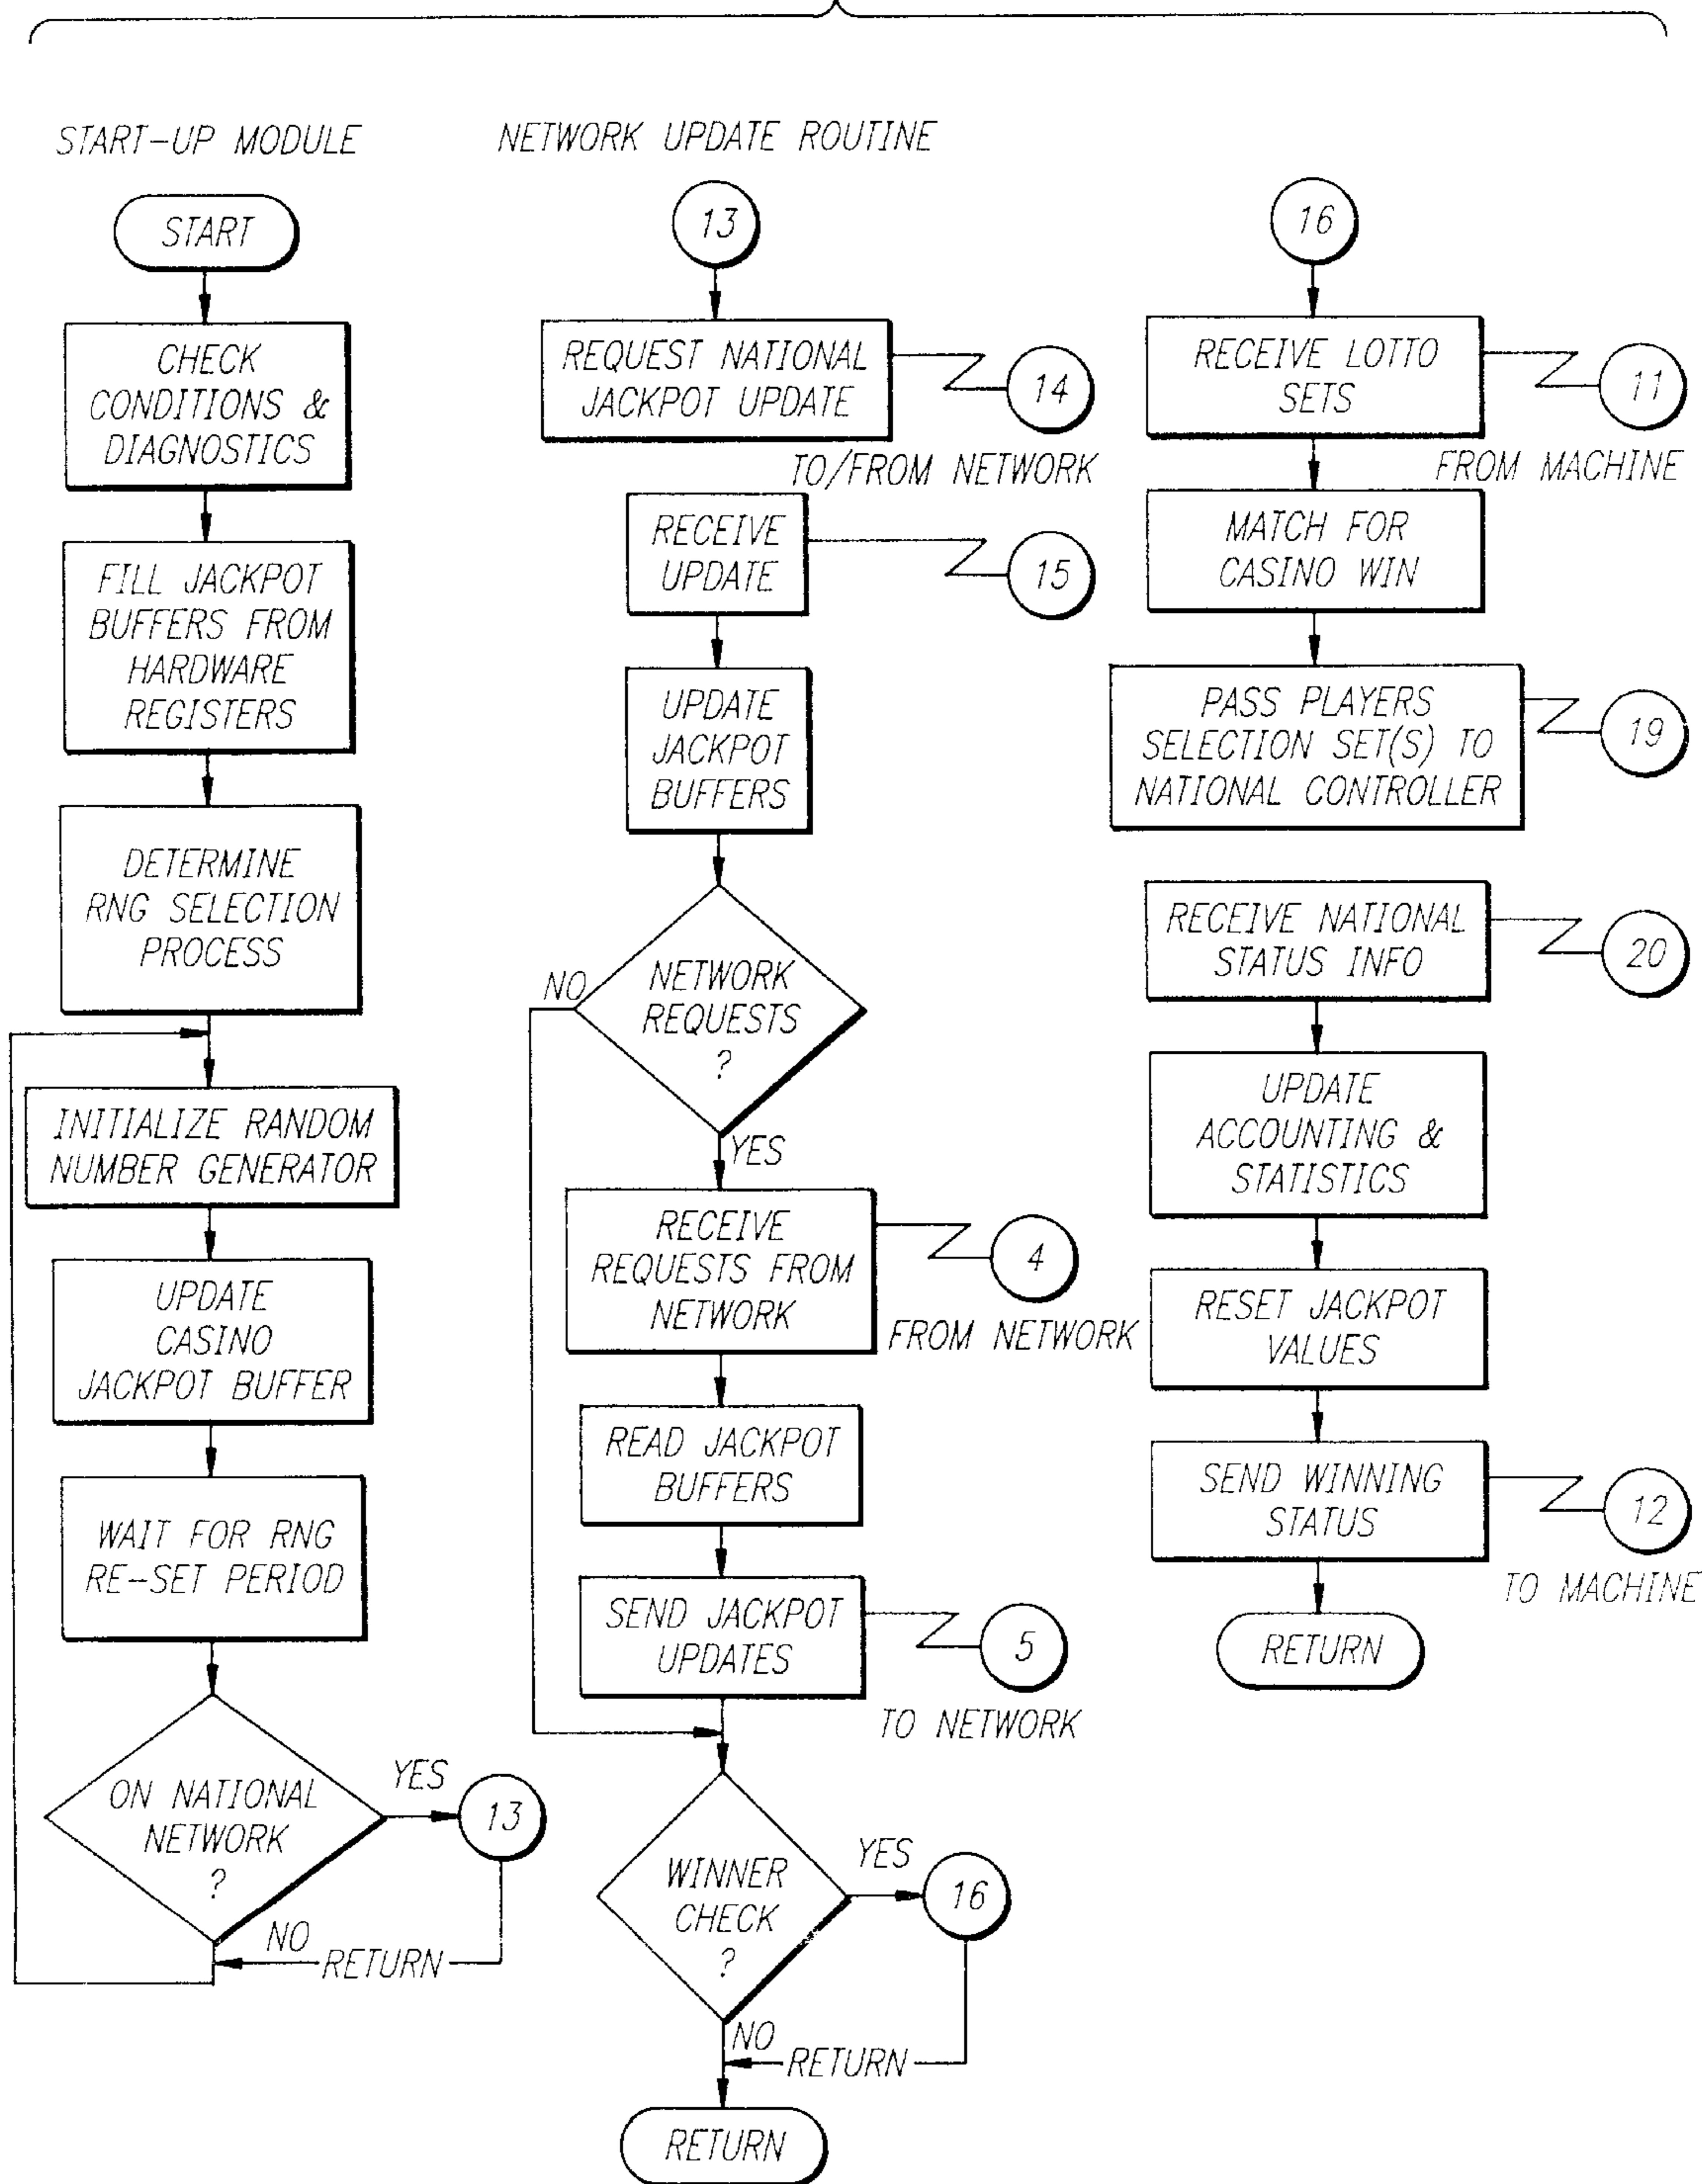 START-UP MODULE
START
CHECK
CONDITIONS &
DIAGNOSTICS
FILL JACKPOT
BUFFERS FROM
HARDWARE
REGISTERS
DETERMINE
RNG SELECTION
PROCESS
INITIALIZE RANDOM
NUMBER GENERATOR
UPDATE
CASINO
JACKPOT BUFFER
WAIT FOR RNG
RE-SET PERIOD
ON NATIONAL
NETWORK
?
YES
13
NO
RETURN
NETWORK UPDATE ROUTINE
13
REQUEST NATIONAL
JACKPOT UPDATE
14
TO/FROM NETWORK
RECEIVE
UPDATE
15
UPDATE
JACKPOT
BUFFERS
NETWORK
REQUESTS
?
NO
YES
RECEIVE
REQUESTS FROM
NETWORK
4
FROM NETWORK
READ JACKPOT
BUFFERS
SEND JACKPOT
UPDATES
5
TO NETWORK
WINNER
CHECK
?
YES
16
NO
RETURN
RETURN
16
RECEIVE LOTTO
SETS
11
FROM MACHINE
MATCH FOR
CASINO WIN
PASS PLAYERS
SELECTION SET(S) TO
NATIONAL CONTROLLER
19
RECEIVE NATIONAL
STATUS INFO
20
UPDATE
ACCOUNTING &
STATISTICS
RESET JACKPOT
VALUES
SEND WINNING
STATUS
12
TO MACHINE
RETURN